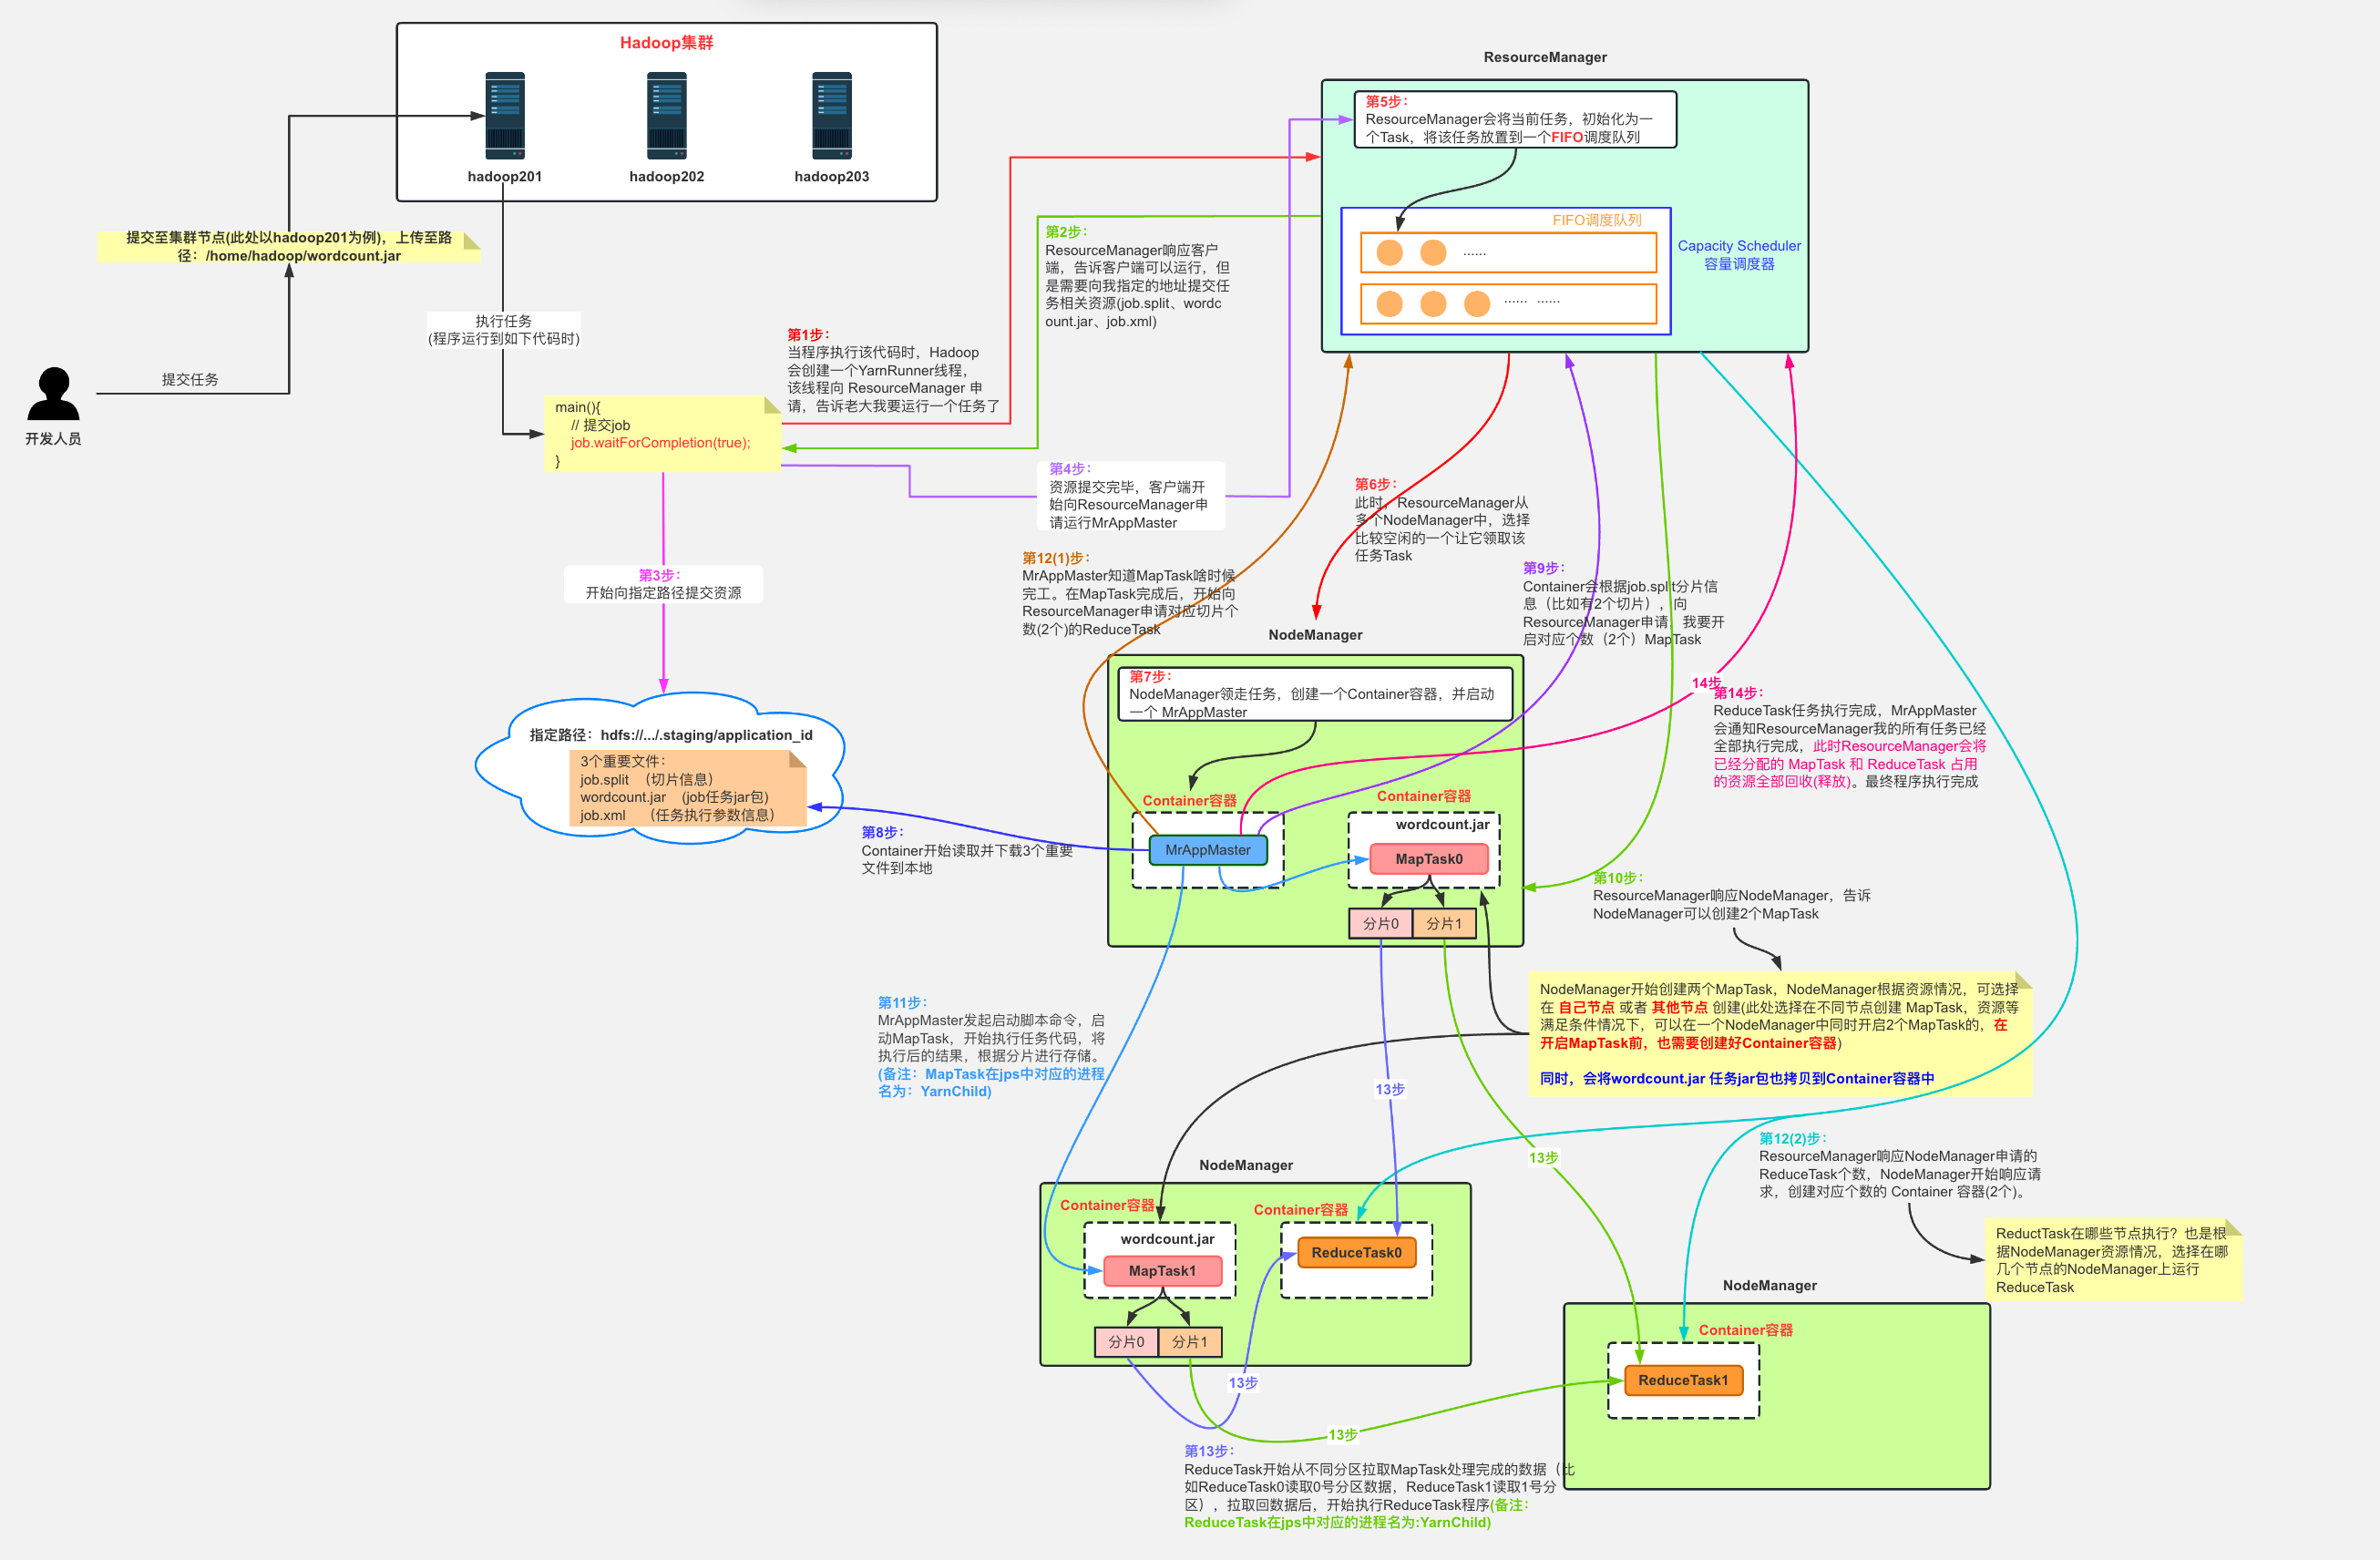 Hadoop集群
hadoop201
hadoop202
hadoop203
提交至集群节点(此处以hadoop201为例)，上传至路
径：/home/hadoop/wordcount.jar
提交任务
开发人员
执行任务
(程序运行到如下代码时)
main(){
// 提交job
job.waitForCompletion(true);
}
第1步：
当程序执行该代码时，Hadoop
会创建一个YarnRunner线程，
该线程向 ResourceManager 申
请，告诉老大我要运行一个任务了
第2步：
ResourceManager响应客户
端，告诉客户端可以运行，但
是需要向我指定的地址提交任
务相关资源(job.split、wordc
ount.jar、job.xml)
第3步：
开始向指定路径提交资源
指定路径：hdfs://.../.staging/application_id
3个重要文件：
job.split （切片信息）
wordcount.jar (job任务jar包)
job.xml （任务执行参数信息）
第4步：
资源提交完毕，客户端开
始向ResourceManager申
请运行MrAppMaster
ResourceManager
第5步：
ResourceManager会将当前任务，初始化为一
个Task，将该任务放置到一个FIFO调度队列
FIFO调度队列
......
...... ......
Capacity Scheduler
容量调度器
第6步：
此时，ResourceManager从
多个NodeManager中，选择
比较空闲的一个让它领取该
任务Task
第12(1)步：
MrAppMaster知道MapTask啥时候
完工。在MapTask完成后，开始向
ResourceManager申请对应切片个
数(2个)的ReduceTask
第9步：
Container会根据job.split分片信
息（比如有2个切片），向
ResourceManager申请，我要开
启对应个数（2个）MapTask
NodeManager
第7步：
NodeManager领走任务，创建一个Container容器，并启动
一个 MrAppMaster
Container容器
MrAppMaster
Container容器
wordcount.jar
MapTask0
分片0
分片1
14步
第14步：
ReduceTask任务执行完成，MrAppMaster
会通知ResourceManager我的所有任务已经
全部执行完成，此时ResourceManager会将
已经分配的 MapTask 和 ReduceTask 占用
的资源全部回收(释放)。最终程序执行完成
第8步：
Container开始读取并下载3个重要
文件到本地
第10步：
ResourceManager响应NodeManager，告诉
NodeManager可以创建2个MapTask
NodeManager开始创建两个MapTask，NodeManager根据资源情况，可选择
在 自己节点 或者 其他节点 创建(此处选择在不同节点创建 MapTask，资源等
满足条件情况下，可以在一个NodeManager中同时开启2个MapTask的，在
开启MapTask前，也需要创建好Container容器)
同时，会将wordcount.jar 任务jar包也拷贝到Container容器中
第11步：
MrAppMaster发起启动脚本命令，启
动MapTask，开始执行任务代码，将
执行后的结果，根据分片进行存储。
(备注：MapTask在jps中对应的进程
名为：YarnChild)
13步
13步
第12(2)步：
ResourceManager响应NodeManager申请的
ReduceTask个数，NodeManager开始响应请
求，创建对应个数的 Container 容器(2个)。
ReductTask在哪些节点执行？也是根
据NodeManager资源情况，选择在哪
几个节点的NodeManager上运行
ReduceTask
NodeManager
Container容器
wordcount.jar
MapTask1
分片0
分片1
Container容器
ReduceTask0
NodeManager
Container容器
ReduceTask1
13步
13步
第13步：
ReduceTask开始从不同分区拉取MapTask处理完成的数据（比
如ReduceTask0读取0号分区数据，ReduceTask1读取1号分
区），拉取回数据后，开始执行ReduceTask程序(备注：
ReduceTask在jps中对应的进程名为:YarnChild)